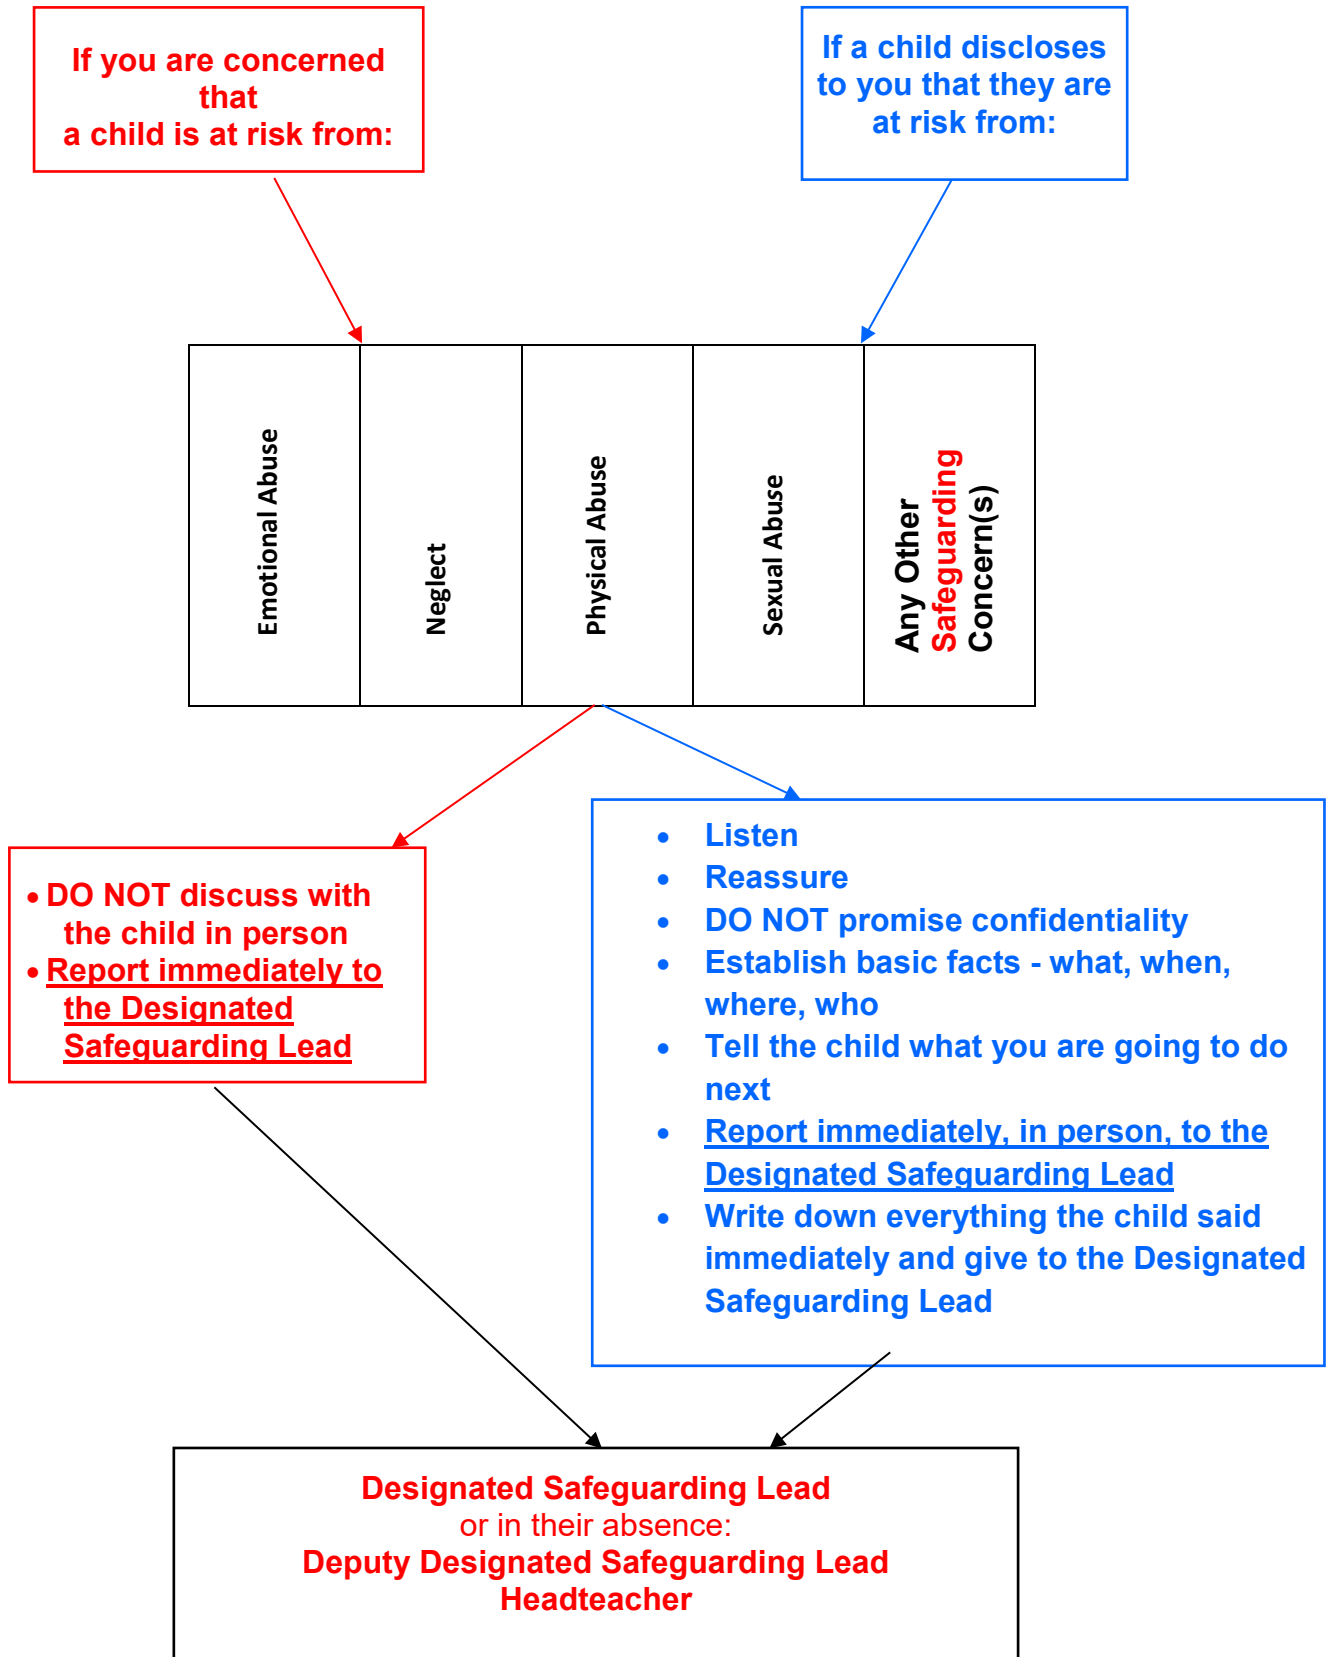 If you are concerned
that
a child is at risk from:
If a child discloses
to you that they are
at risk from:
Emotional Abuse
Neglect
Physical Abuse
Sexual Abuse
Any Other
Safeguarding
Concern(s)
• DO NOT discuss with
the child in person
• Report immediately to
the Designated
Safeguarding Lead
• Listen
• Reassure
• DO NOT promise confidentiality
• Establish basic facts - what, when,
where, who
• Tell the child what you are going to do
next
• Report immediately, in person, to the
Designated Safeguarding Lead
• Write down everything the child said
immediately and give to the Designated
Safeguarding Lead
Designated Safeguarding Lead
or in their absence:
Deputy Designated Safeguarding Lead
Headteacher